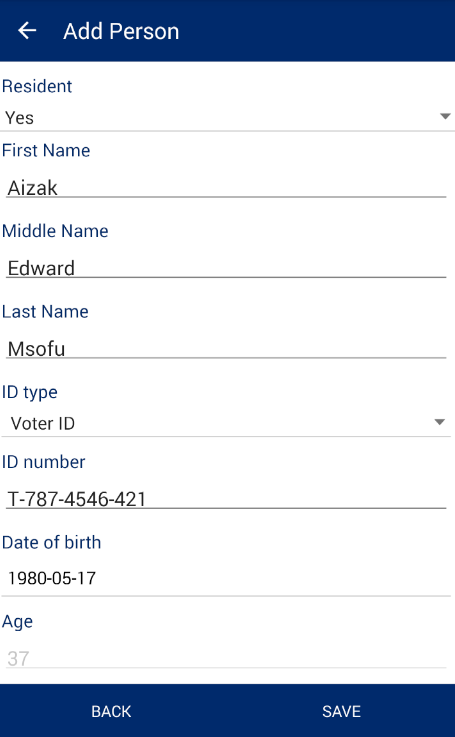 Add Person
Resident
Yes
First Name
Aizak
Middle Name
Edward
Last Name
Msofu
ID type
Voter ID
ID number
T-787-4546-421
Date of birth
1980-05-17
Age
37
BACK SAVE